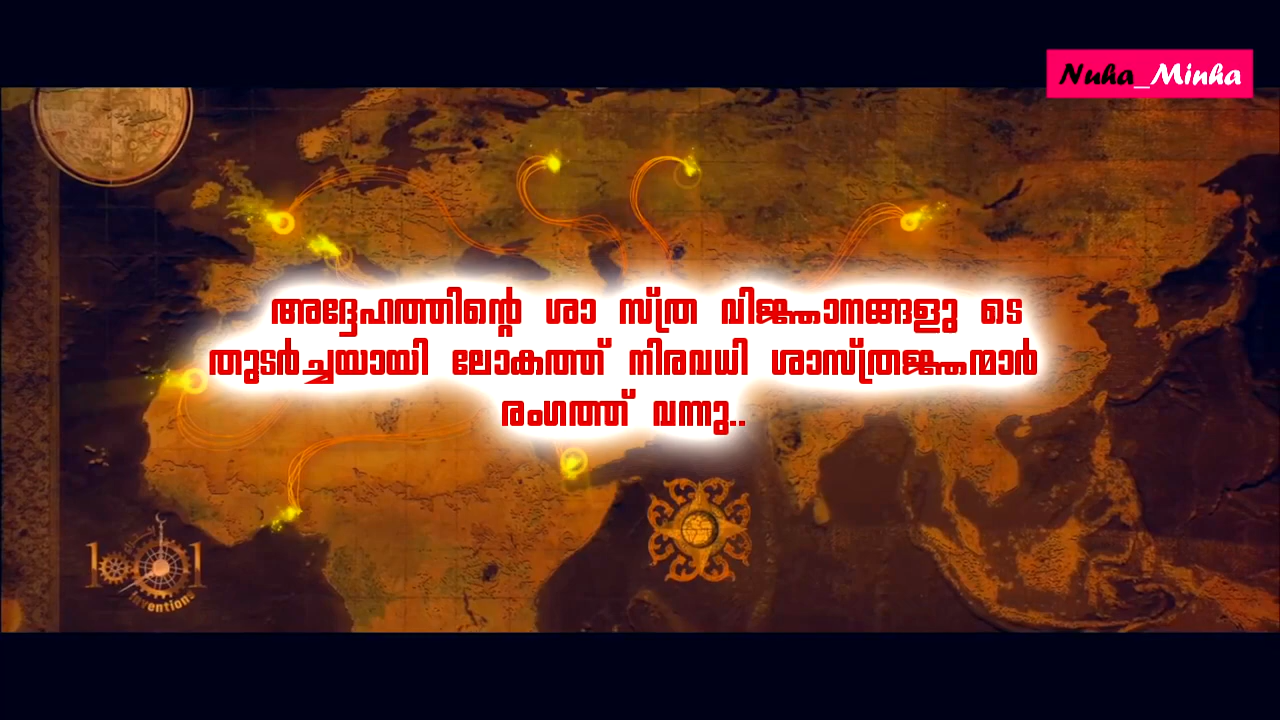 Nuha_Minha
അദ്ദേഹത്തിന്റെ ശാ സ്ത്ര വിജ്ഞാനങ്ങളു ടെ
തുടർച്ചയായി ലോകത്ത് നിരവധി ശാസ്ത്രജ്ഞന്മാർ
രംഗത്ത് വന്നു..
1001
inventions